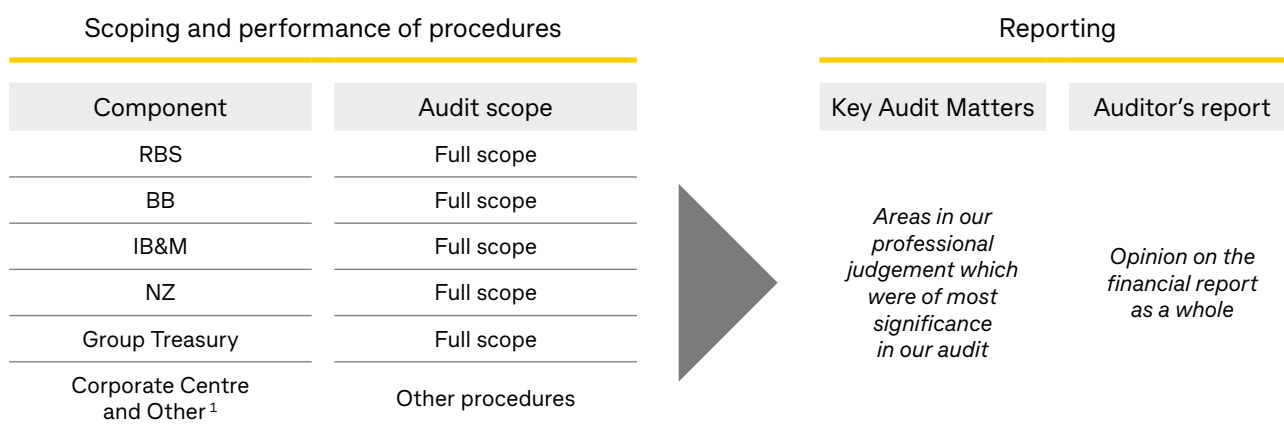 Scoping and performance of procedures
Reporting
Component
Audit scope
Key Audit Matters
Auditor's report
RBS
Full scope
BB
Full scope
IB&M
Full scope
NZ
Full scope
Group Treasury
Full scope
Corporate Centre
and Other 1
Other procedures
Areas in our
professional
judgement which
were of most
significance
in our audit
Opinion on the
financial report
as a whole